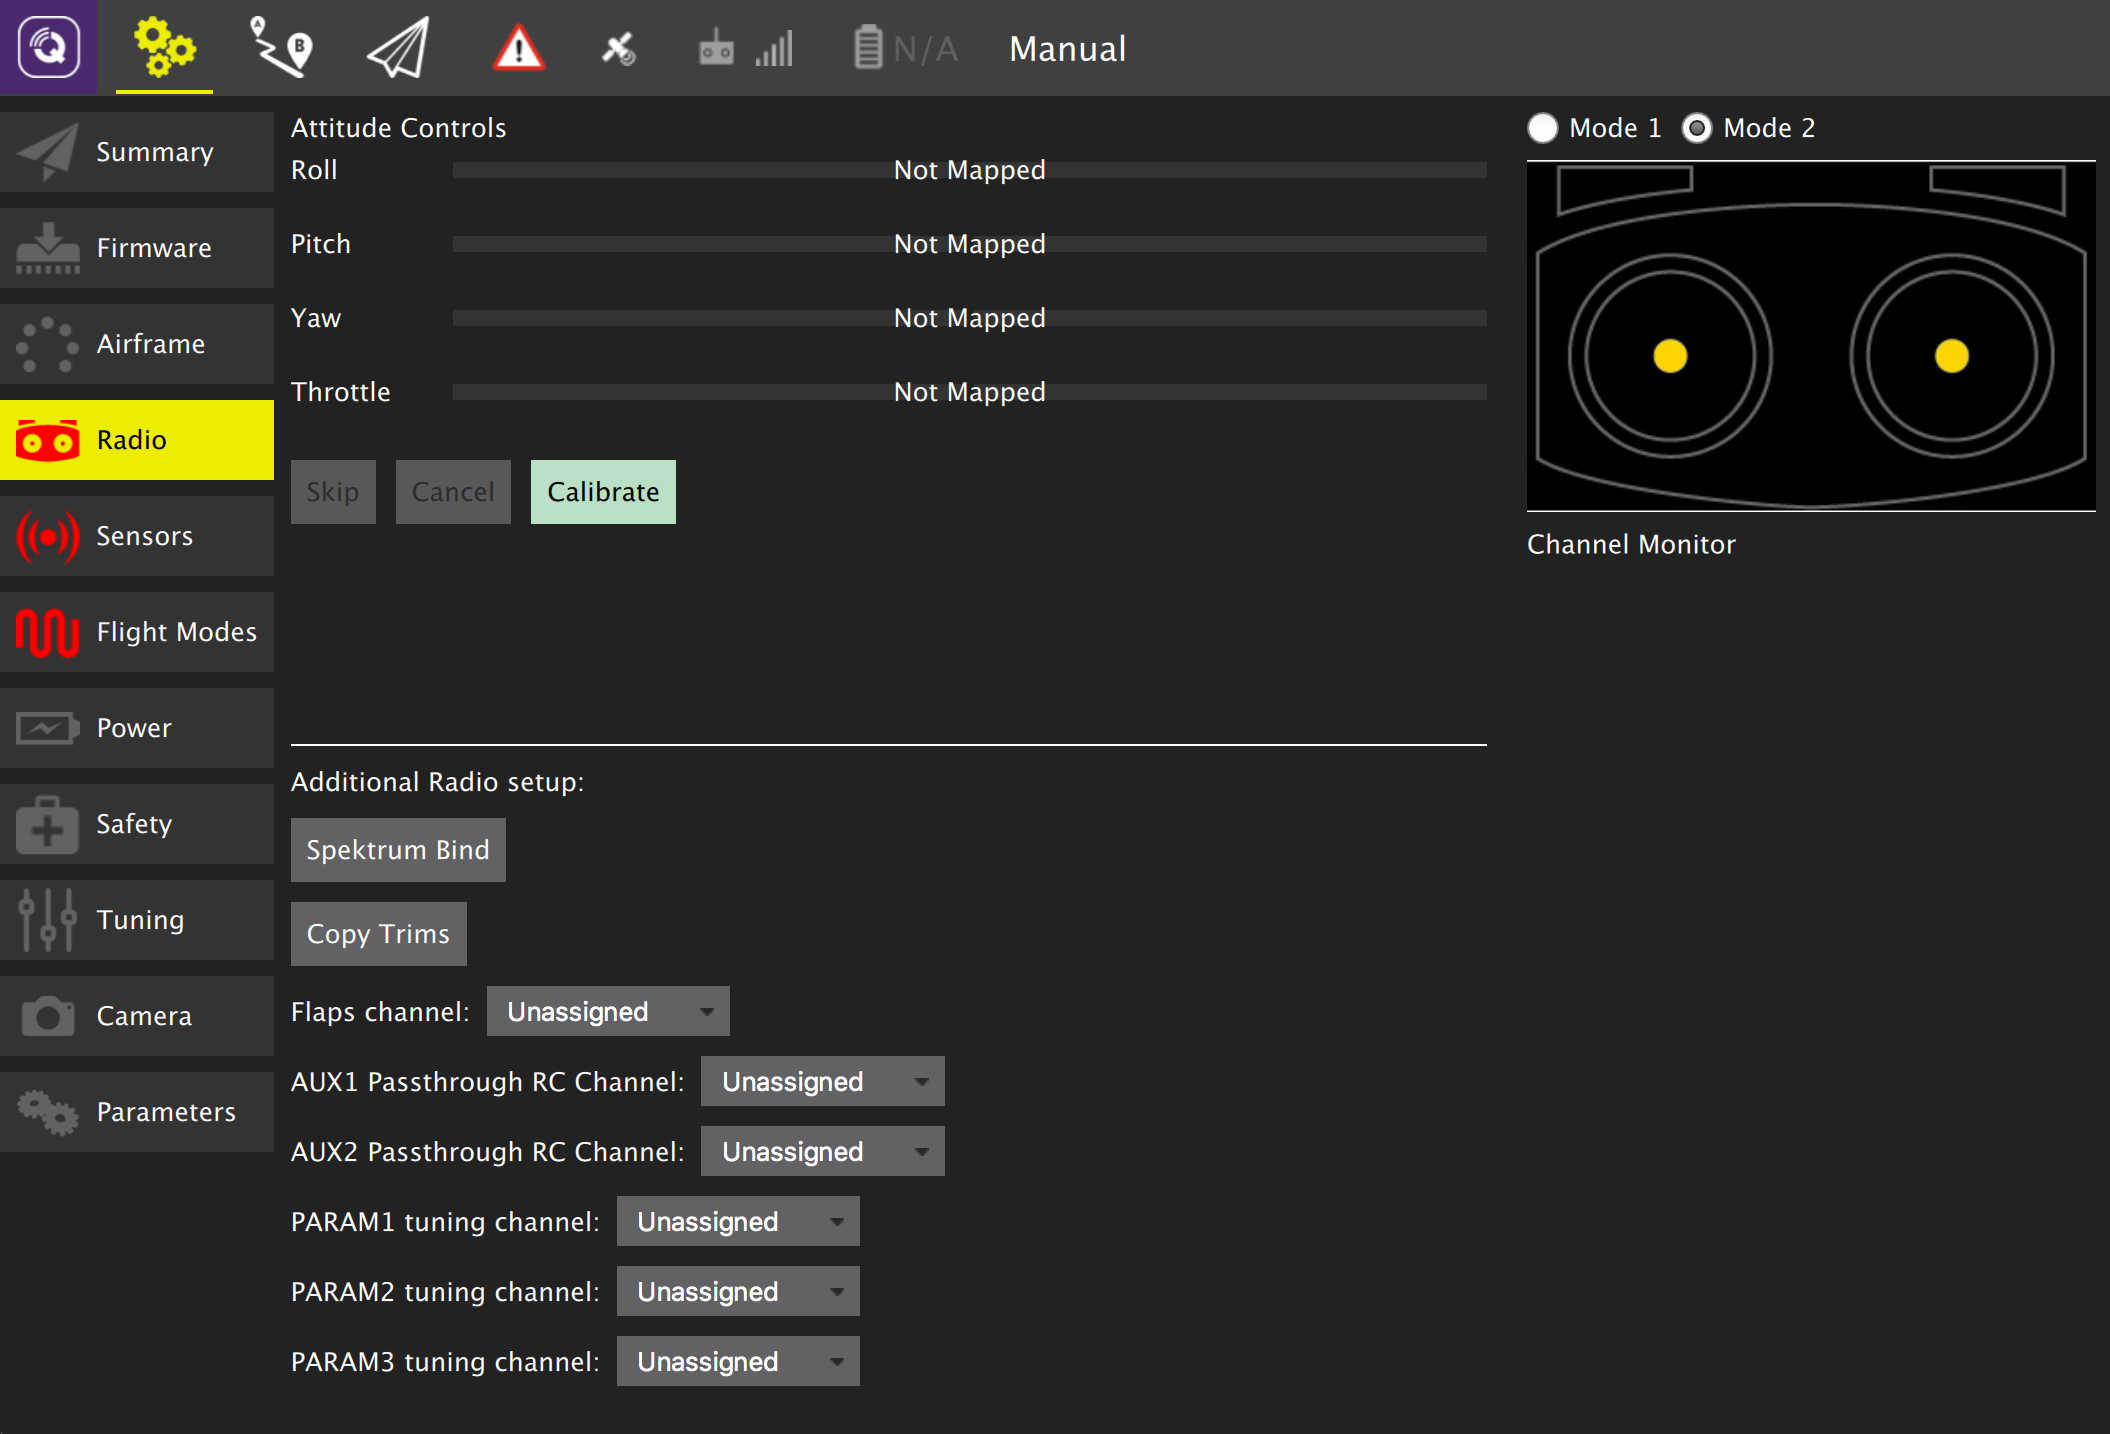 A B N/A Manual
Summary
Firmware
Airframe
Radio
Sensors
Flight Modes
Power
Safety
Tuning
Camera
Parameters
Attitude Controls
Roll Not Mapped
Pitch Not Mapped
Yaw Not Mapped
Throttle Not Mapped
Skip Cancel Calibrate
Additional Radio setup:
Spektrum Bind
Copy Trims
Flaps channel: Unassigned
AUX1 Passthrough RC Channel: Unassigned
AUX2 Passthrough RC Channel: Unassigned
PARAM1 tuning channel: Unassigned
PARAM2 tuning channel: Unassigned
PARAM3 tuning channel: Unassigned
Mode 1 Mode 2
Channel Monitor